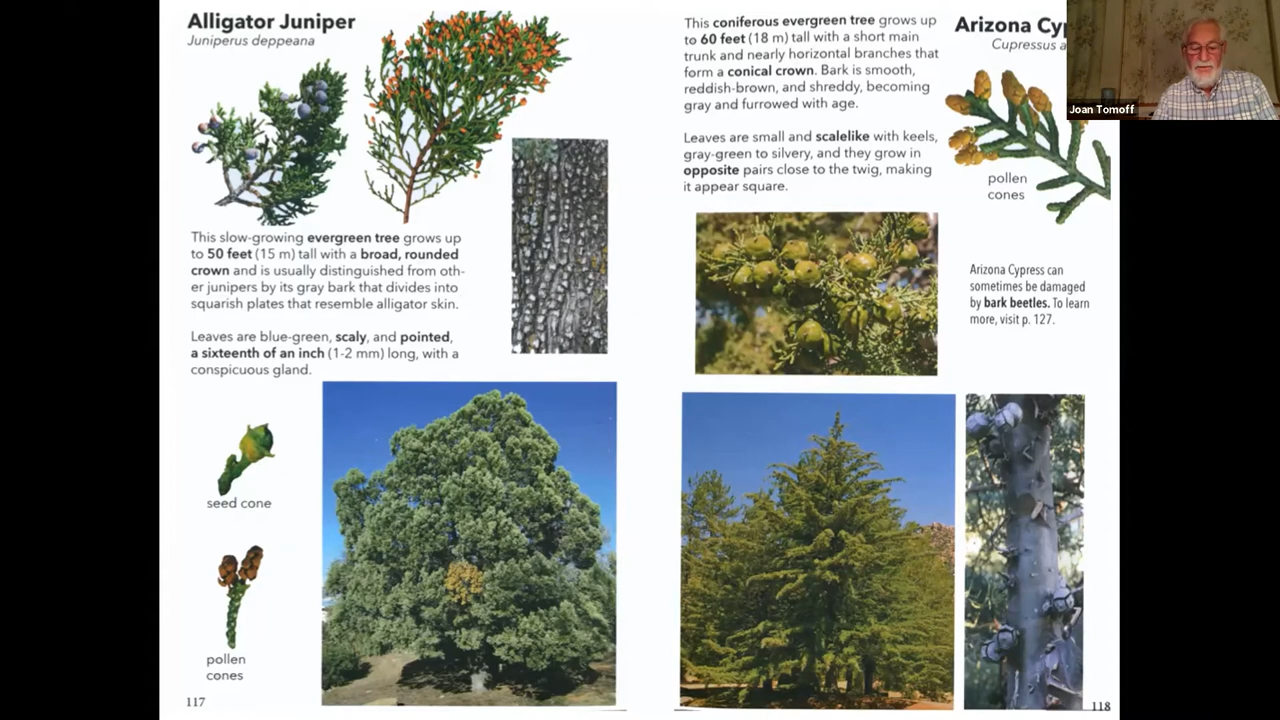 Alligator Juniper
Juniperus deppeana
This slow-growing evergreen tree grows up
to 50 feet (15 m) tall with a broad, rounded
crown and is usually distinguished from oth-
er junipers by its gray bark that divides into
squarish plates that resemble alligator skin.
Leaves are blue-green, scaly, and pointed,
a sixteenth of an inch (1-2 mm) long, with a
conspicuous gland.
seed cone
pollen
cones
117
This coniferous evergreen tree grows up
to 60 feet (18 m) tall with a short main
trunk and nearly horizontal branches that
form a conical crown. Bark is smooth,
reddish-brown, and shreddy, becoming
gray and furrowed with age.
Leaves are small and scalelike with keels,
gray-green to silvery, and they grow in
opposite pairs close to the twig, making
it appear square.
Arizona Cy
Cupressus a
pollen
cones
Arizona Cypress can
sometimes be damaged
by bark beetles. To learn
more, visit p. 127.
118
Joan Tomoff